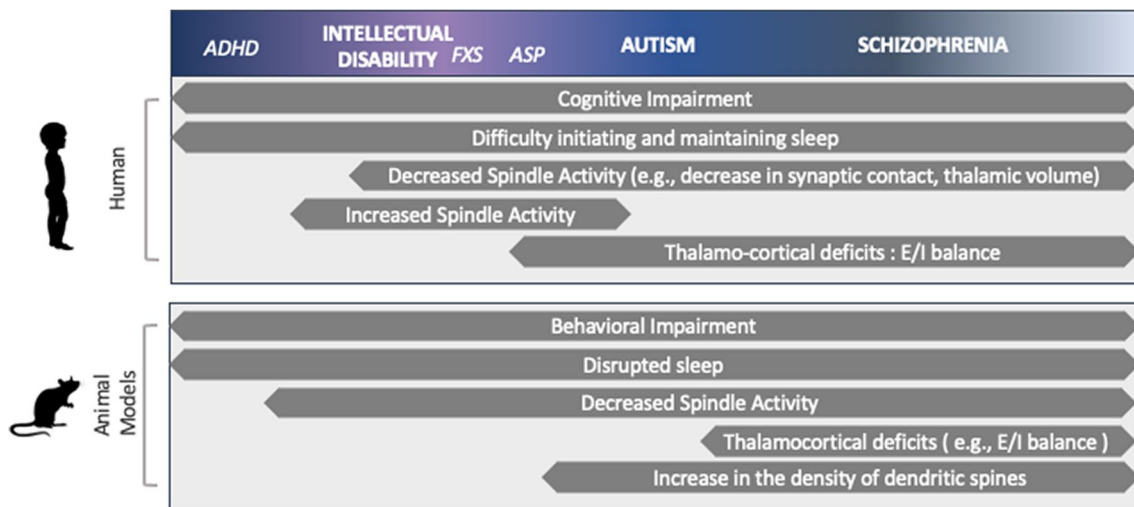 ADHD
INTELLECTUAL
DISABILITY
FXS
ASP
AUTISM
SCHIZOPHRENIA
Human
Cognitive Impairment
Difficulty initiating and maintaining sleep
Decreased Spindle Activity (e.g., decrease in synaptic contact, thalamic volume)
Increased Spindle Activity
Thalamo-cortical deficits : E/I balance
Animal
Models
Behavioral Impairment
Disrupted sleep
Decreased Spindle Activity
Thalamocortical deficits ( e.g., E/I balance )
Increase in the density of dendritic spines